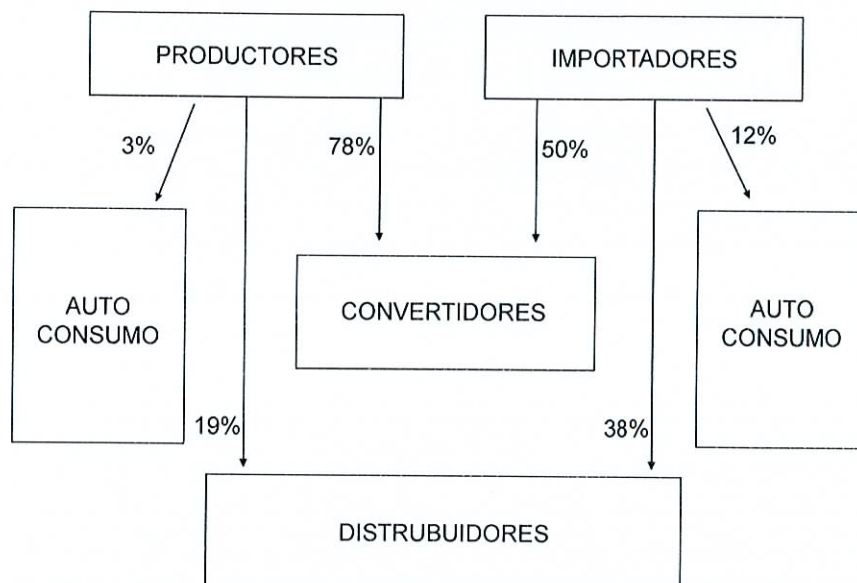 PRODUCTORES
IMPORTADORES
3%
78%
50%
12%
AUTO
CONSUMO
CONVERTIDORES
AUTO
CONSUMO
19%
38%
DISTRUBUIDORES